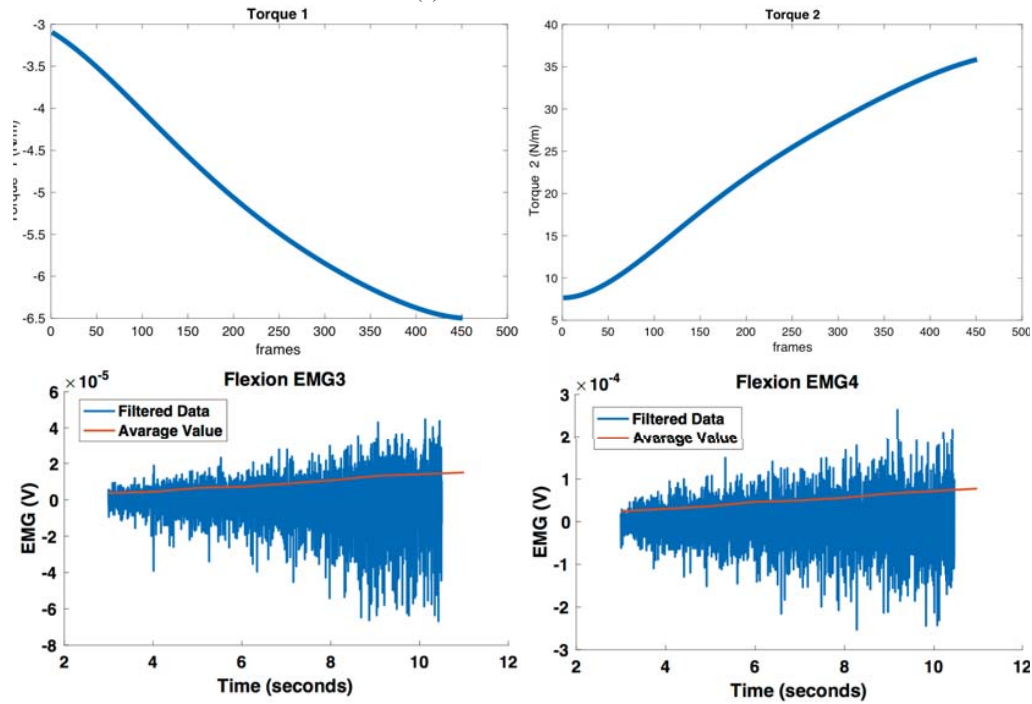 Torque 1
-3
-3.5
-4
-4.5
-5
-5.5
-6
-6.5
0 50 100 150 200 250 300 350 400 450 500
frames
Torque 2
40
35
30
25
20
15
10
5
Torque 2 (N/m)
0 50 100 150 200 250 300 350 400 450 500
frames
Flexion EMG3
× 10-5
6
4
2
0
-2
-4
-6
-8
EMG (V)
Filtered Data
Avarage Value
2 4 6 8 10 12
Time (seconds)
Flexion EMG4
× 10-4
3
2
1
0
-1
-2
-3
EMG (V)
Filtered Data
Avarage Value
2 4 6 8 10 12
Time (seconds)